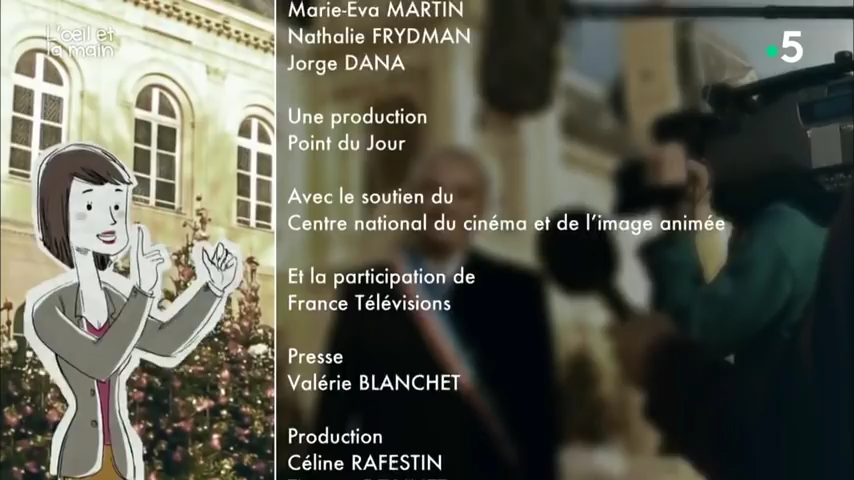 L'œil et
la main
5
Marie-Eva MARTIN
Nathalie FRYDMAN
Jorge DANA
Une production
Point du Jour
Avec le soutien du
Centre national du cinéma et de l'image animée
Et la participation de
France Télévisions
Presse
Valérie BLANCHET
Production
Céline RAFESTIN